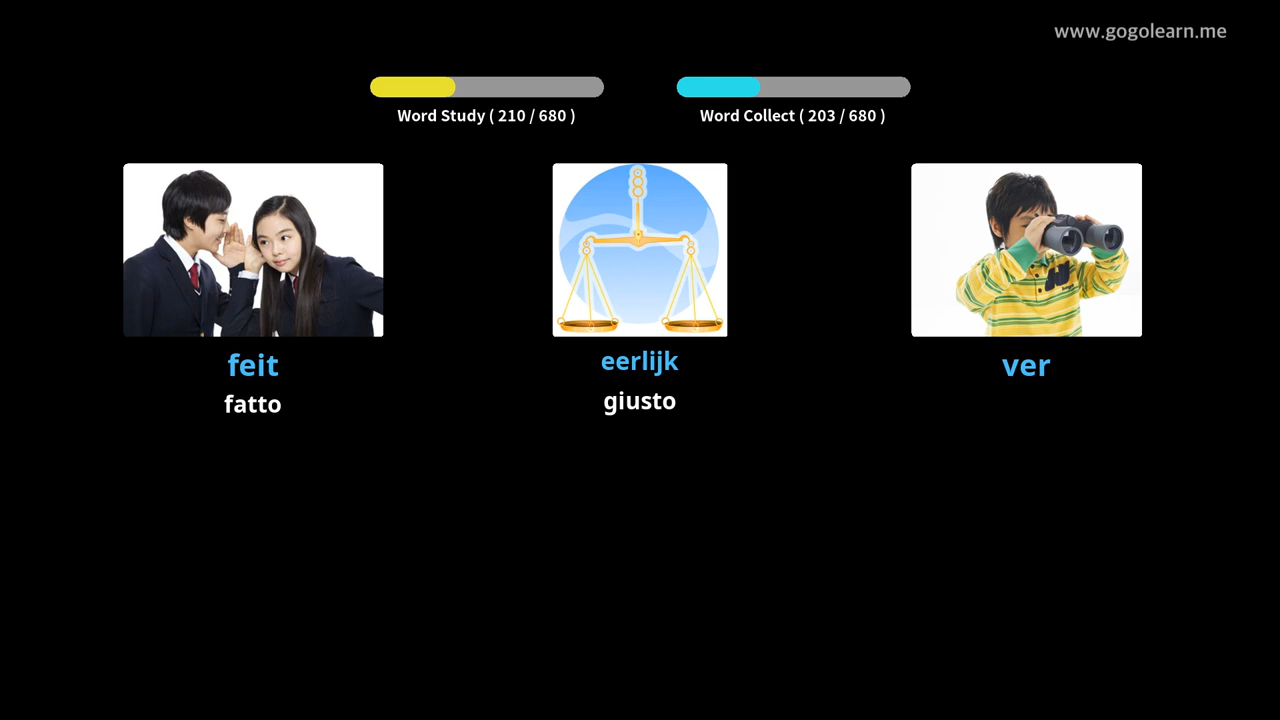 www.gogolearn.me
Word Study ( 210 / 680 )
Word Collect ( 203 / 680 )
feit
eerlijk
ver
fatto
giusto